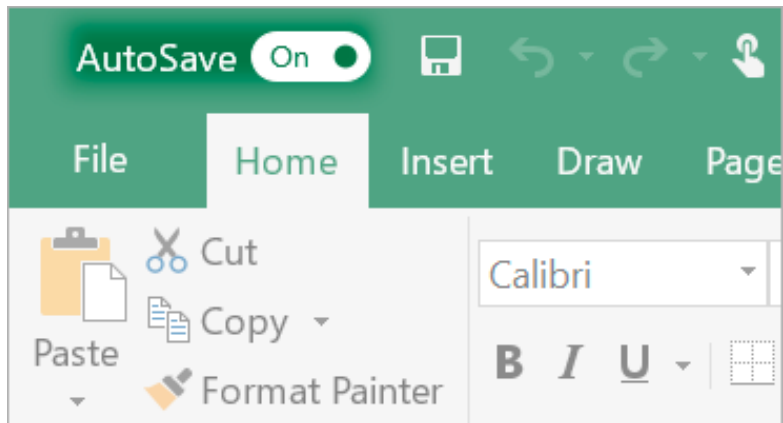 AutoSave On
File Home Insert Draw Page
Cut
Calibri
Copy
Paste
B I U
Format Painter